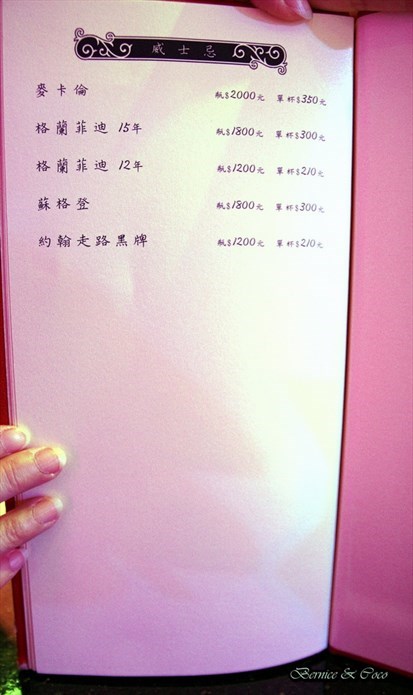 威士忌
麥卡倫 瓶$2000元 單杯$350元
格蘭菲迪 15年 瓶$1800元 單杯$300元
格蘭菲迪 12年 瓶$1200元 單杯$210元
蘇格登 瓶$1800元 單杯$300元
約翰走路黑牌 瓶$1200元 單杯$210元
Bernice & Coco